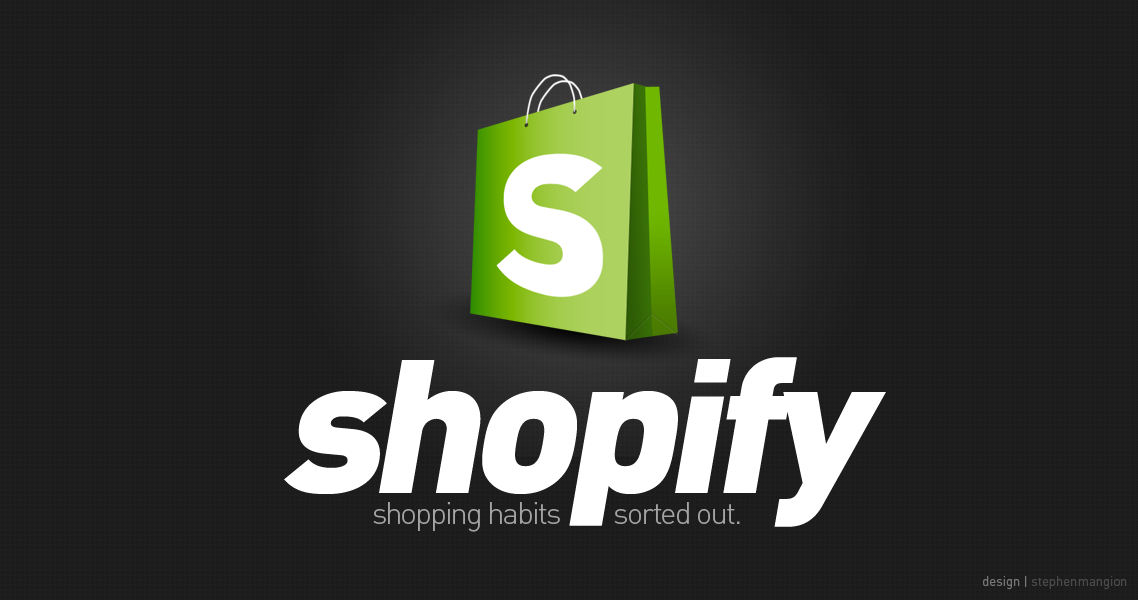 S
shopify
shopping habits sorted out.
design | stephenmangion